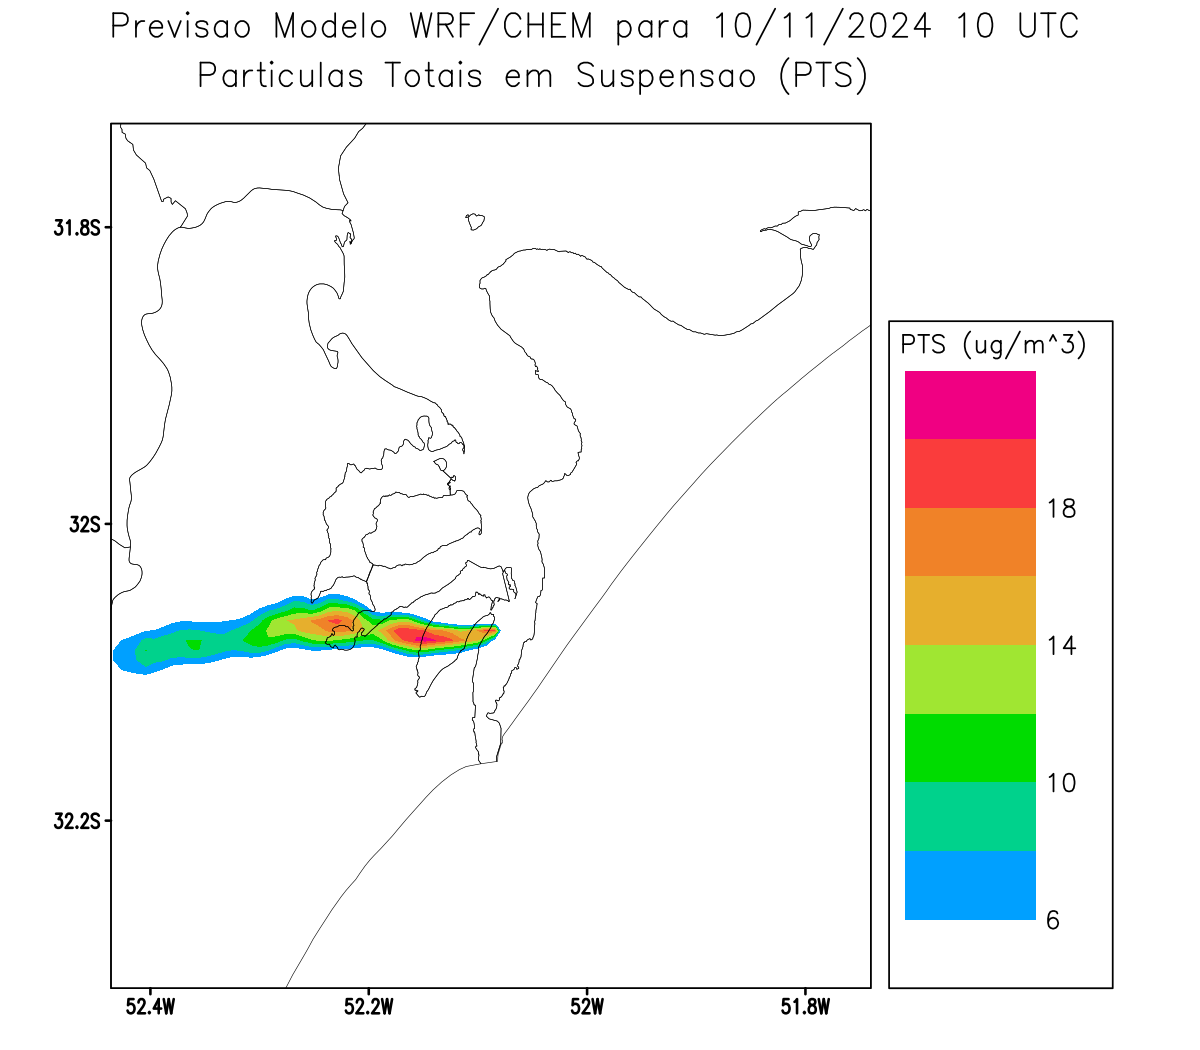 Previsao Modelo WRF/CHEM para 10/11/2024 10 UTC
Particulas Totais em Suspensao (PTS)
31.8S
32S
32.2S
52.4W
52.2W
52W
51.8W
PTS (ug/m^3)
18
14
10
6